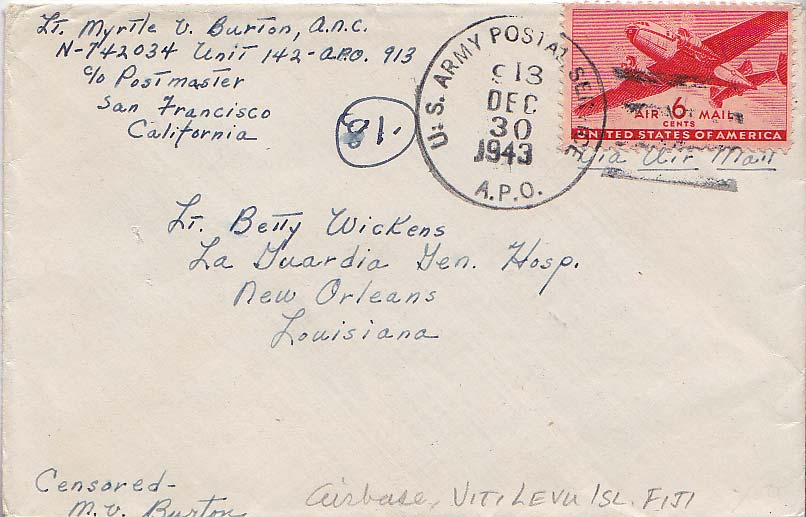 Lt. Myrtle V. Burton, A.N.C.
N-742034 Unit 142-A.P.O. 913
c/o Postmaster
San Francisco
California
.18
U.S. ARMY POSTAL SERVICE
913
DEC
30
1943
A.P.O.
AIR 6 MAIL
CENTS
UNITED STATES OF AMERICA
Via Air Mail
Lt. Betty Wickens
La Guardia Gen. Hosp.
New Orleans
Louisiana
Censored-
M.V. Burton
Airbase, VITI LEVU ISL. FIJI